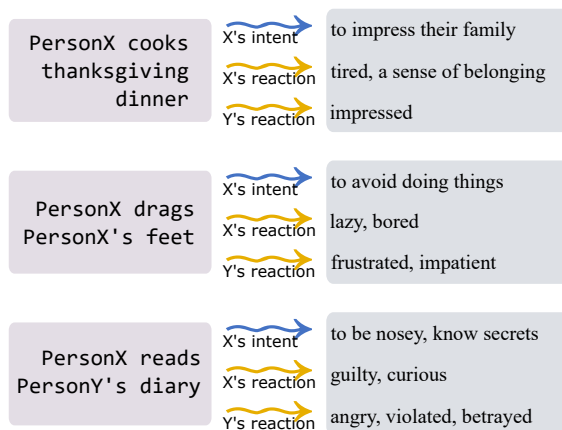 PersonX cooks
thanksgiving
dinner
X's intent
to impress their family
X's reaction
tired, a sense of belonging
Y's reaction
impressed
PersonX drags
PersonX's feet
X's intent
to avoid doing things
X's reaction
lazy, bored
Y's reaction
frustrated, impatient
PersonX reads
PersonY's diary
X's intent
to be nosey, know secrets
X's reaction
guilty, curious
Y's reaction
angry, violated, betrayed